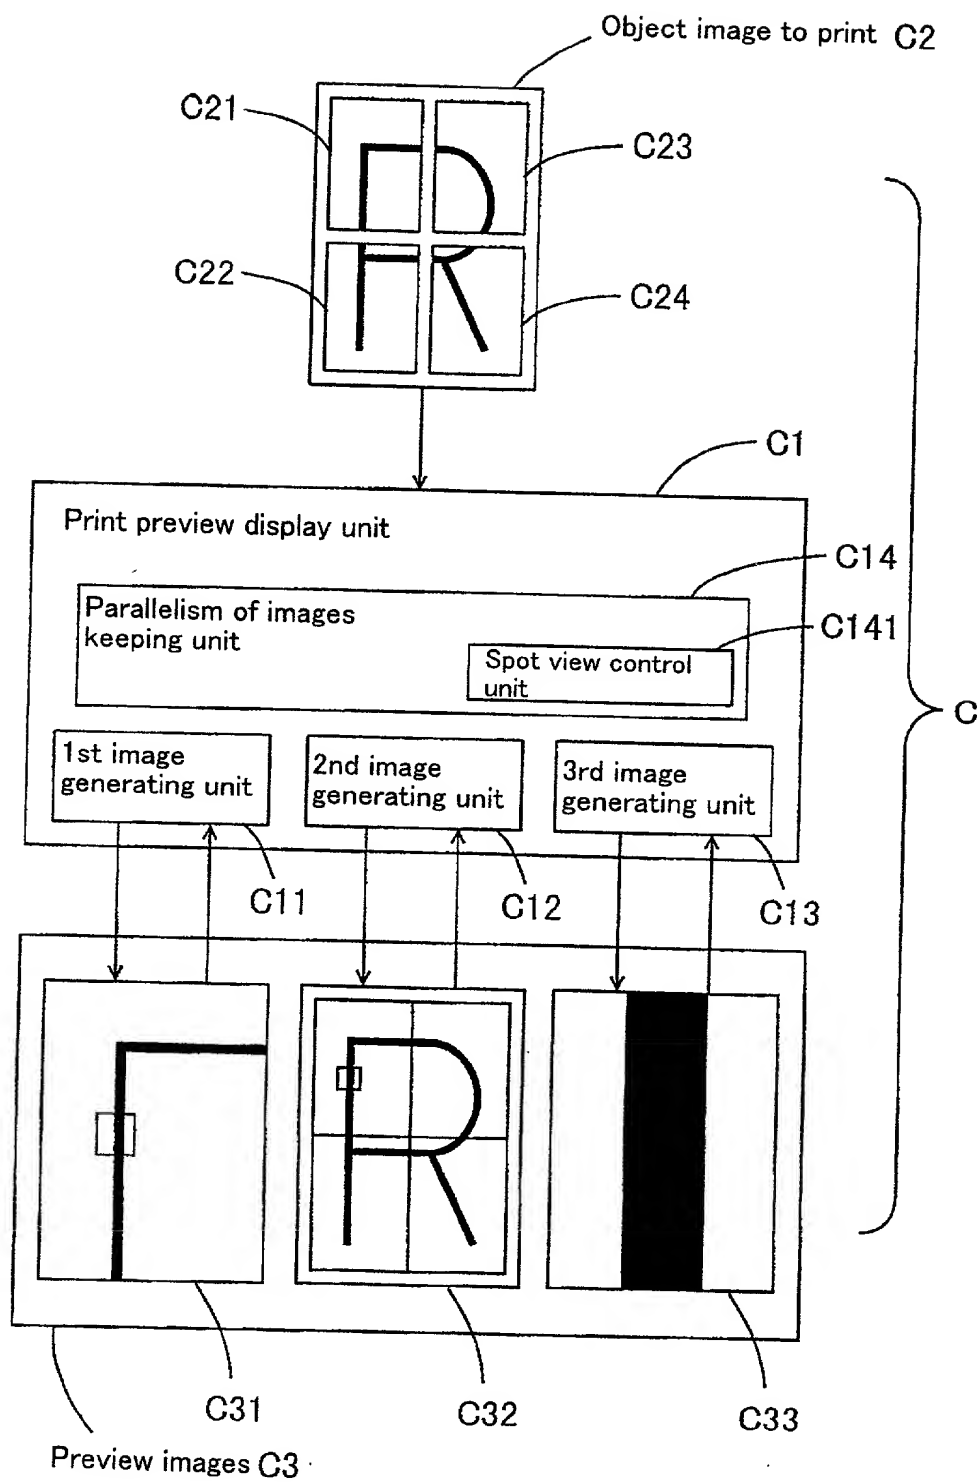 Object image to print C2
C21
C23
C22
C24
C1
Print preview display unit
C14
Parallelism of images
keeping unit
C141
Spot view control
unit
C
1st image
generating unit
2nd image
generating unit
3rd image
generating unit
C11
C12
C13
R
R
C31
C32
C33
Preview images C3